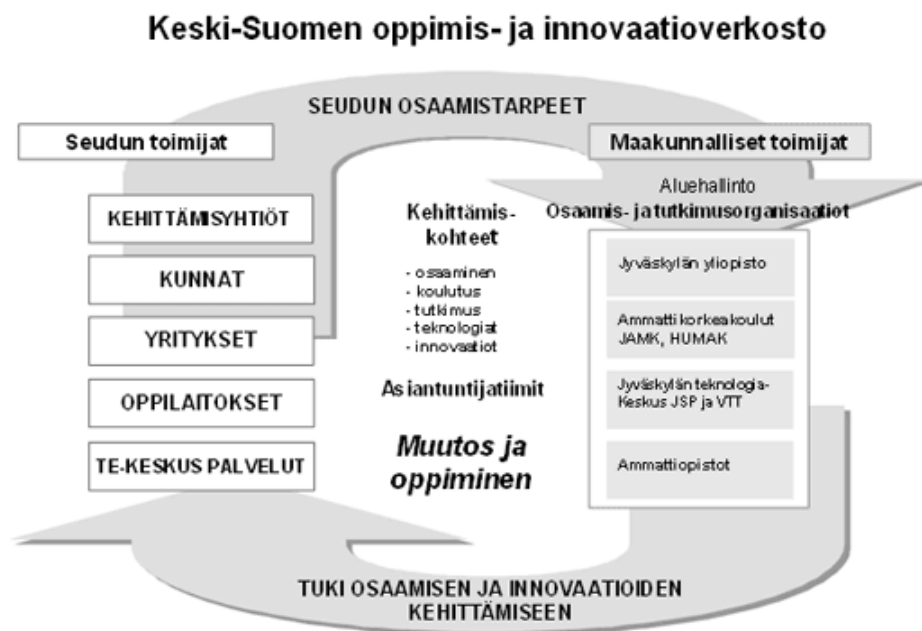 Keski-Suomen oppimis- ja innovaatioverkosto
SEUDUN OSAAMISTARPEET
Seudun toimijat
Maakunnalliset toimijat
Aluehallinto
Osaamis- ja tutkimusorganisaatiot
KEHITTÄMISYHTIÖT
KUNNAT
YRITYKSET
OPPILAITOKSET
TE-KESKUS PALVELUT
Kehittämis-
kohteet
- osaaminen
- koulutus
- tutkimus
- teknologiat
- innovaatiot
Asiantuntijatiimit
Muutos ja
oppiminen
Jyväskylän yliopisto
Ammattikorkeakoulut
JAMK, HUMAK
Jyväskylän teknologia-
Keskus JSP ja VTT
Ammattiopistot
TUKI OSAAMISEN JA INNOVAATIOIDEN
KEHITTÄMISEEN